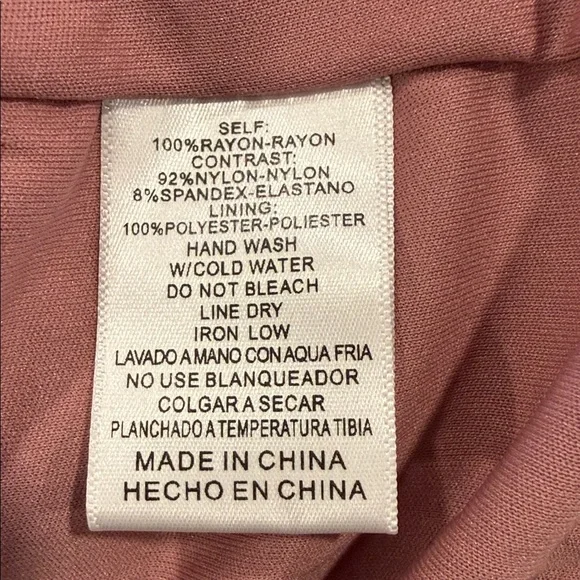 SELF:
100%RAYON-RAYON
CONTRAST:
92%NYLON-NYLON
8%SPANDEX-ELASTANO
LINING:
100%POLYESTER-POLIESTER
HAND WASH
W/COLD WATER
DO NOT BLEACH
LINE DRY
IRON LOW
LAVADO A MANO CON AQUA FRIA
NO USE BLANQUEADOR
COLGAR A SECAR
PLANCHADO A TEMPERATURA TIBIA
MADE IN CHINA
HECHO EN CHINA